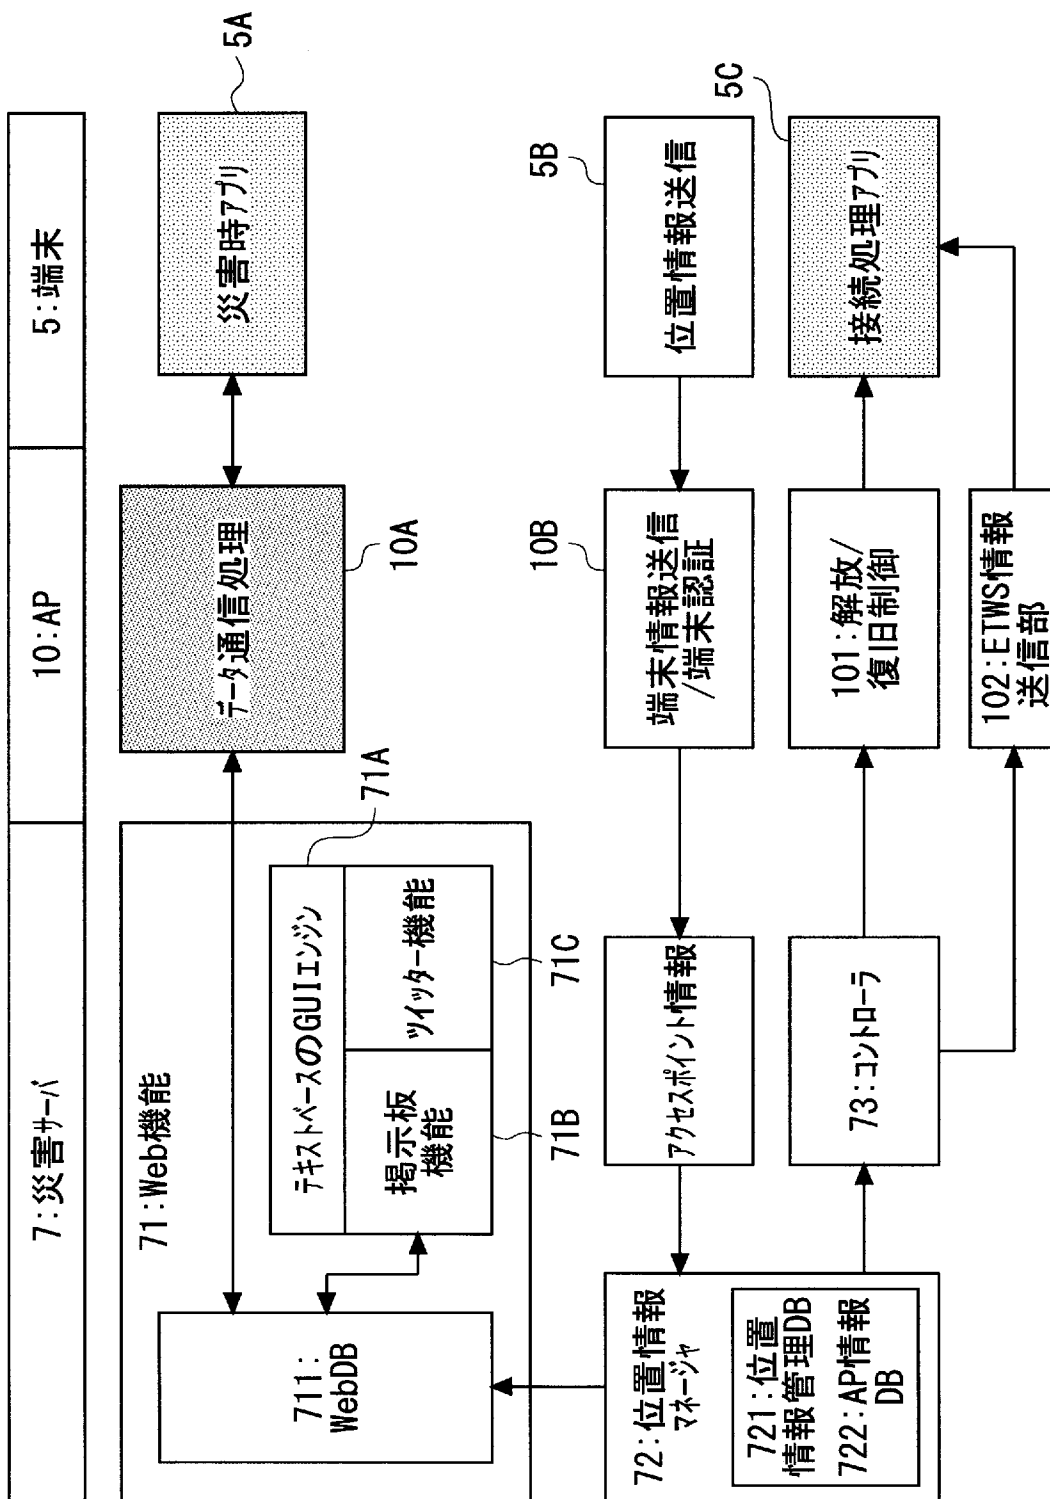 7:災害サーバ
10:AP
5:端末
71:Web機能
711:
WebDB
テキストベースのGUIエンジン
掲示板
機能
ツイッター機能
71A
71B
71C
データ通信処理
10A
災害時アプリ
5A
72:位置情報
マネージャ
721:位置
情報管理DB
722:AP情報
DB
アクセスポイント情報
端末情報送信
/端末認証
10B
位置情報送信
5B
73:コントローラ
101:解放/
復旧制御
接続処理アプリ
5C
102:ETWS情報
送信部